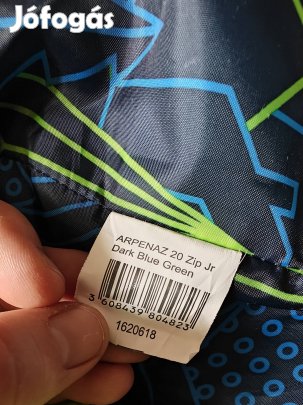 Jófogás
ARPENAZ 20 Zip Jr
Dark Blue Green
3 608439 804823
1620618